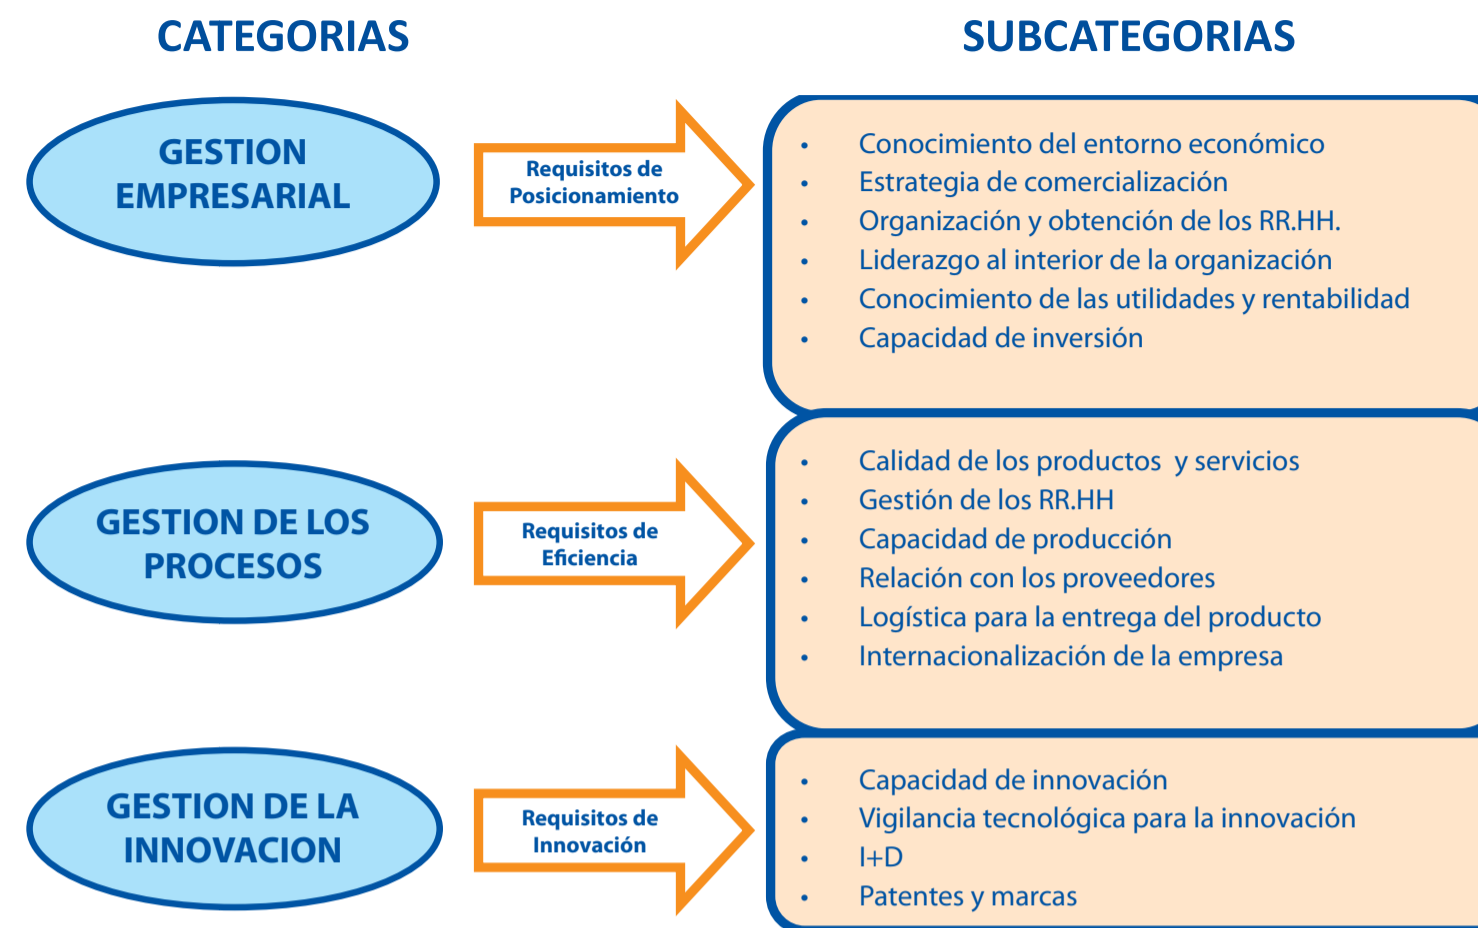 CATEGORIAS
SUBCATEGORIAS
GESTION
EMPRESARIAL
Requisitos de
Posicionamiento
• Conocimiento del entorno económico
• Estrategia de comercialización
• Organización y obtención de los RR.HH.
• Liderazgo al interior de la organización
• Conocimiento de las utilidades y rentabilidad
• Capacidad de inversión
GESTION DE LOS
PROCESOS
Requisitos de
Eficiencia
• Calidad de los productos y servicios
• Gestión de los RR.HH
• Capacidad de producción
• Relación con los proveedores
• Logística para la entrega del producto
• Internacionalización de la empresa
GESTION DE LA
INNOVACION
Requisitos de
Innovación
• Capacidad de innovación
• Vigilancia tecnológica para la innovación
• I+D
• Patentes y marcas